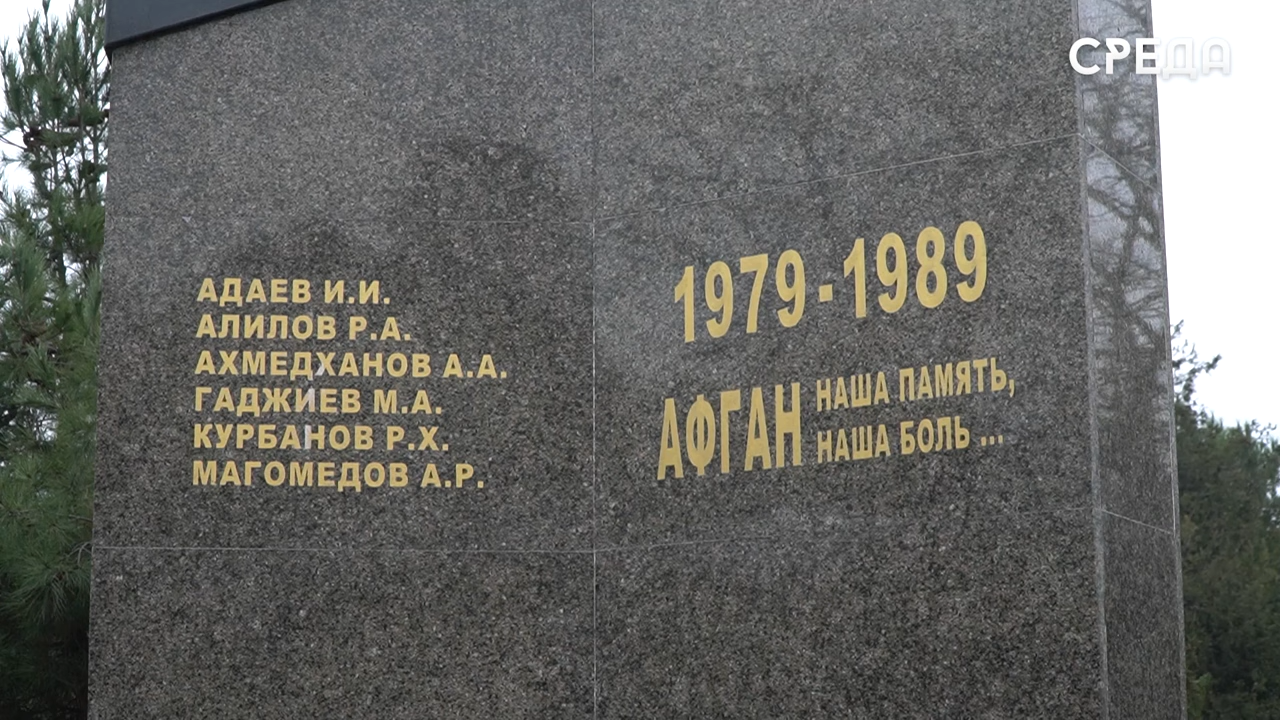 СРЕДА
АДАЕВ И.И.
АЛИЛОВ Р.А.
АХМЕДХАНОВ А.А.
ГАДЖИЕВ М.А.
КУРБАНОВ Р.Х.
МАГОМЕДОВ А.Р.
1979-1989
АФГАН НАША ПАМЯТЬ,
НАША БОЛЬ ...